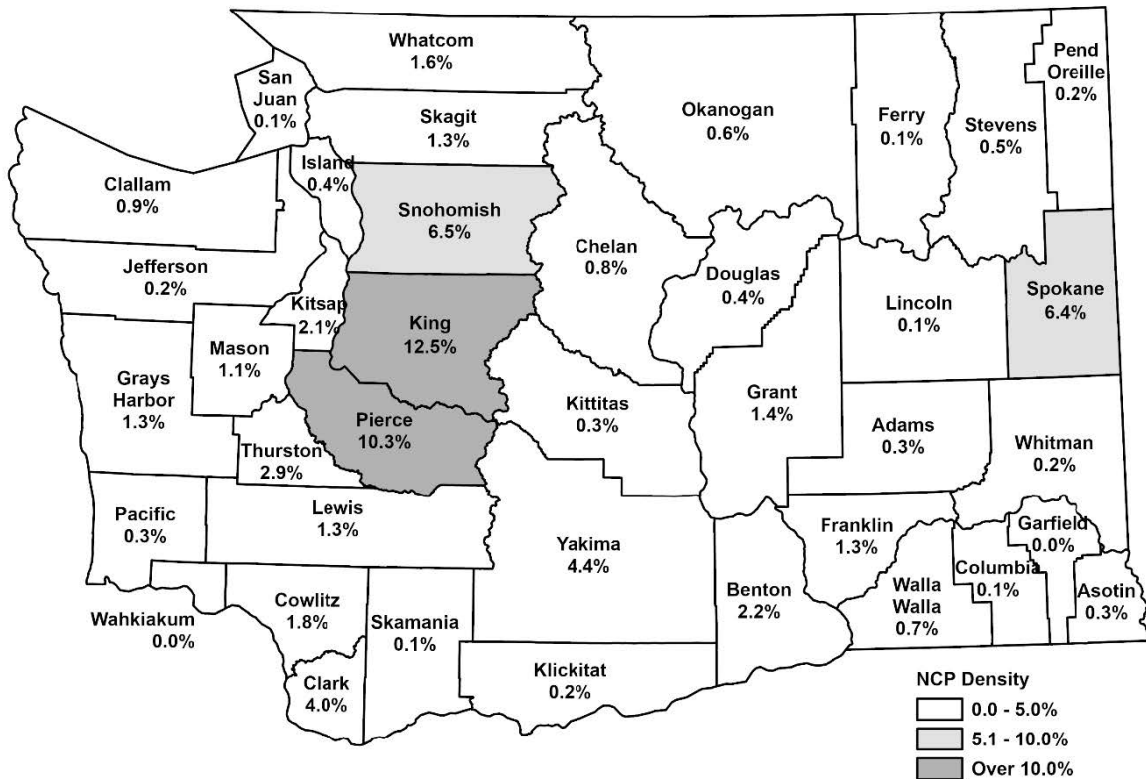 Whatcom
1.6%
San
Juan
0.1%
Skagit
1.3%
Island
0.4%
Okanogan
0.6%
Ferry
0.1%
Stevens
0.5%
Pend
Oreille
0.2%
Clallam
0.9%
Snohomish
6.5%
Chelan
0.8%
Douglas
0.4%
Jefferson
0.2%
Kitsap
2.1%
King
12.5%
Lincoln
0.1%
Spokane
6.4%
Mason
1.1%
Grays
Harbor
1.3%
Pierce
10.3%
Kittitas
0.3%
Grant
1.4%
Adams
0.3%
Whitman
0.2%
Thurston
2.9%
Pacific
0.3%
Lewis
1.3%
Yakima
4.4%
Franklin
1.3%
Garfield
0.0%
Benton
2.2%
Walla
Walla
0.7%
Columbia
0.1%
Asotin
0.3%
Wahkiakum
0.0%
Cowlitz
1.8%
Skamania
0.1%
Clark
4.0%
Klickitat
0.2%
NCP Density
0.0 - 5.0%
5.1 - 10.0%
Over 10.0%